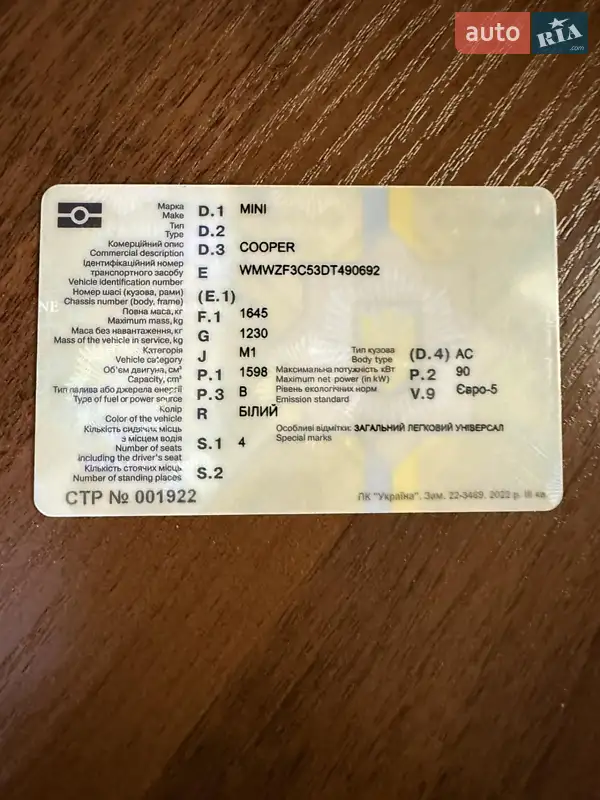 auto RIA .com
Марка D.1 MINI
Make
Тип D.2
Type
Комерційний опис D.3 COOPER
Commercial description
Ідентифікаційний номер
транспортного засобу E WMWZF3C53DT490692
Vehicle identification number
Номер шасі (кузова, рами) (E.1)
Chassis number (body, frame)
Повна маса, кг F.1 1645
Maximum mass, kg
Маса без навантаження, кг G 1230
Mass of the vehicle in service, kg
Категорія J M1 Тип кузова (D.4) AC
Vehicle category Body type
Об'єм двигуна, см³ P.1 1598 Максимальна потужність кВт P.2 90
Capacity, cm³ Maximum net power (in kW)
Тип палива або джерела енергії P.3 B Рівень екологічних норм V.9 Євро-5
Type of fuel or power source Emission standard
Колір R БІЛИЙ
Color of the vehicle
Кількість сидячих місць Особливі відмітки: ЗАГАЛЬНИЙ ЛЕГКОВИЙ УНІВЕРСАЛ
з місцем водія S.1 4 Special marks
Number of seats
including the driver's seat
Кількість стоячих місць S.2
Number of standing places
СТР № 001922 ПК "Україна". Зам. 22-3469. 2022 р. III кв.